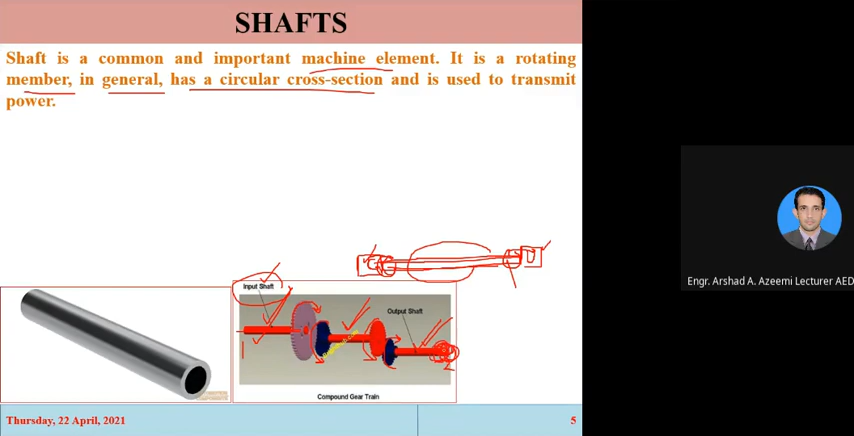 SHAFTS
Shaft is a common and important machine element. It is a rotating
member, in general, has a circular cross-section and is used to transmit
power.
Input Shaft
Output Shaft
1
2
Compound Gear Train
Engr. Arshad A. Azeemi Lecturer AED
Thursday, 22 April, 2021
5